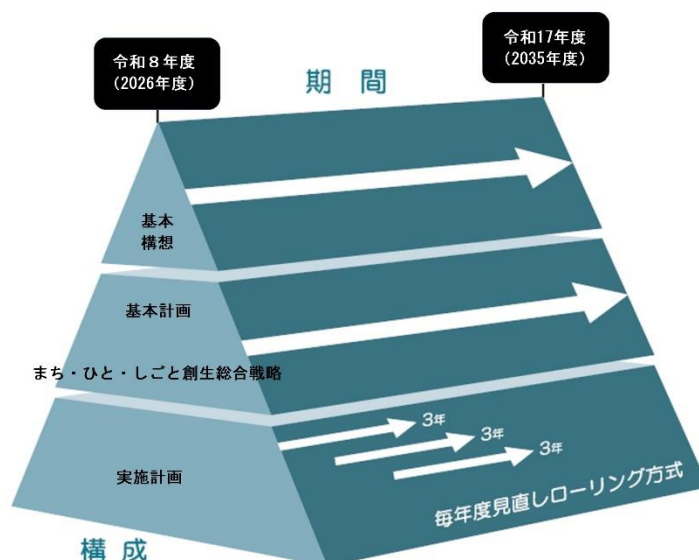 令和８年度
（2026年度）
令和17年度
（2035年度）
期間
基本
構想
基本計画
まち・ひと・しごと創生総合戦略
3年
3年
3年
実施計画
毎年度見直しローリング方式
構成